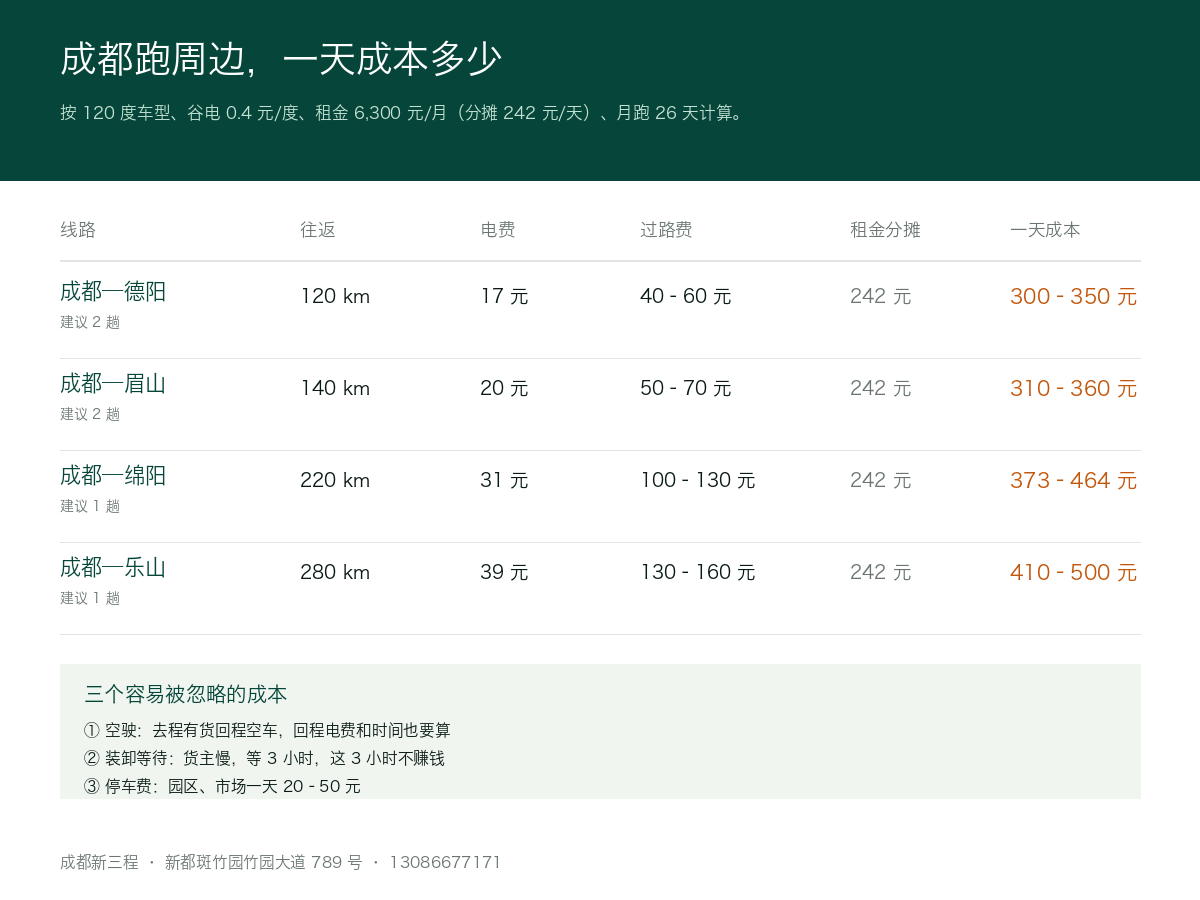 成都跑周边，一天成本多少
按 120 度车型、谷电 0.4 元/度、租金 6,300 元/月（分摊 242 元/天）、月跑 26 天计算。
线路 往返 电费 过路费 租金分摊 一天成本
成都—德阳 120 km 17 元 40 - 60 元 242 元 300 - 350 元
建议 2 趟
成都—眉山 140 km 20 元 50 - 70 元 242 元 310 - 360 元
建议 2 趟
成都—绵阳 220 km 31 元 100 - 130 元 242 元 373 - 464 元
建议 1 趟
成都—乐山 280 km 39 元 130 - 160 元 242 元 410 - 500 元
建议 1 趟
三个容易被忽略的成本
① 空驶：去程有货回程空车，回程电费和时间也要算
② 装卸等待：货主慢，等 3 小时，这 3 小时不赚钱
③ 停车费：园区、市场一天 20 - 50 元
成都新三程 · 新都斑竹园竹园大道 789 号 · 13086677171